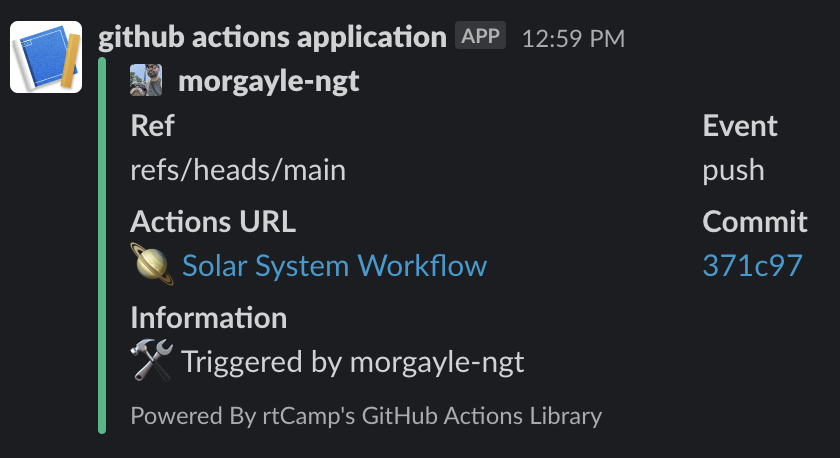 github actions application APP 12:59 PM
morgayle-ngt
Ref Event
refs/heads/main push
Actions URL Commit
🪐 Solar System Workflow 371c97
Information
🛠️ Triggered by morgayle-ngt
Powered By rtCamp's GitHub Actions Library